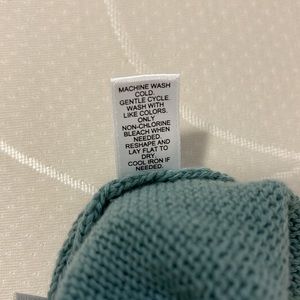 MACHINE WASH
COLD.
GENTLE CYCLE.
WASH WITH
LIKE COLORS.
ONLY
NON-CHLORINE
BLEACH WHEN
NEEDED.
RESHAPE AND
LAY FLAT TO
DRY.
COOL IRON IF
NEEDED.